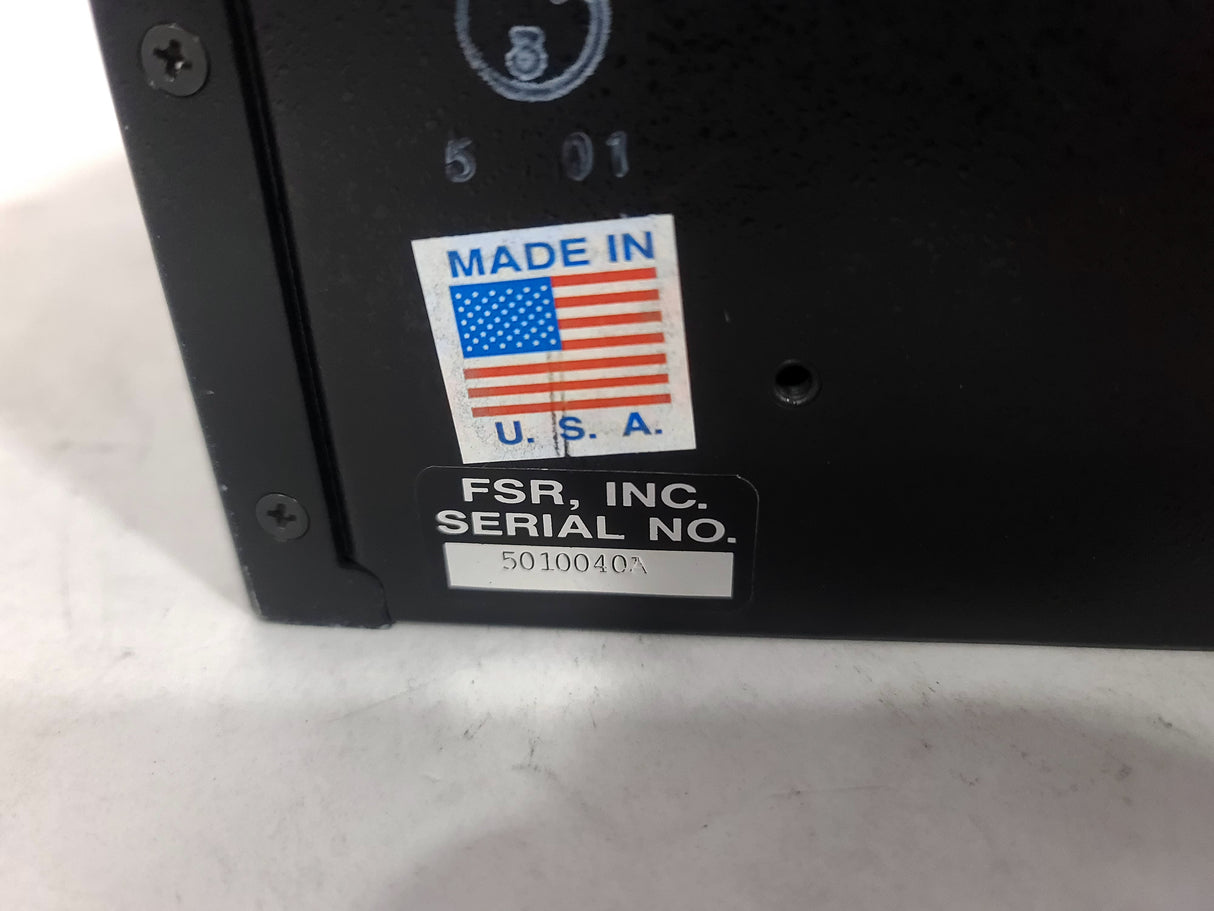 5 01
MADE IN
U. S. A.
FSR, INC.
SERIAL NO.
5010040A